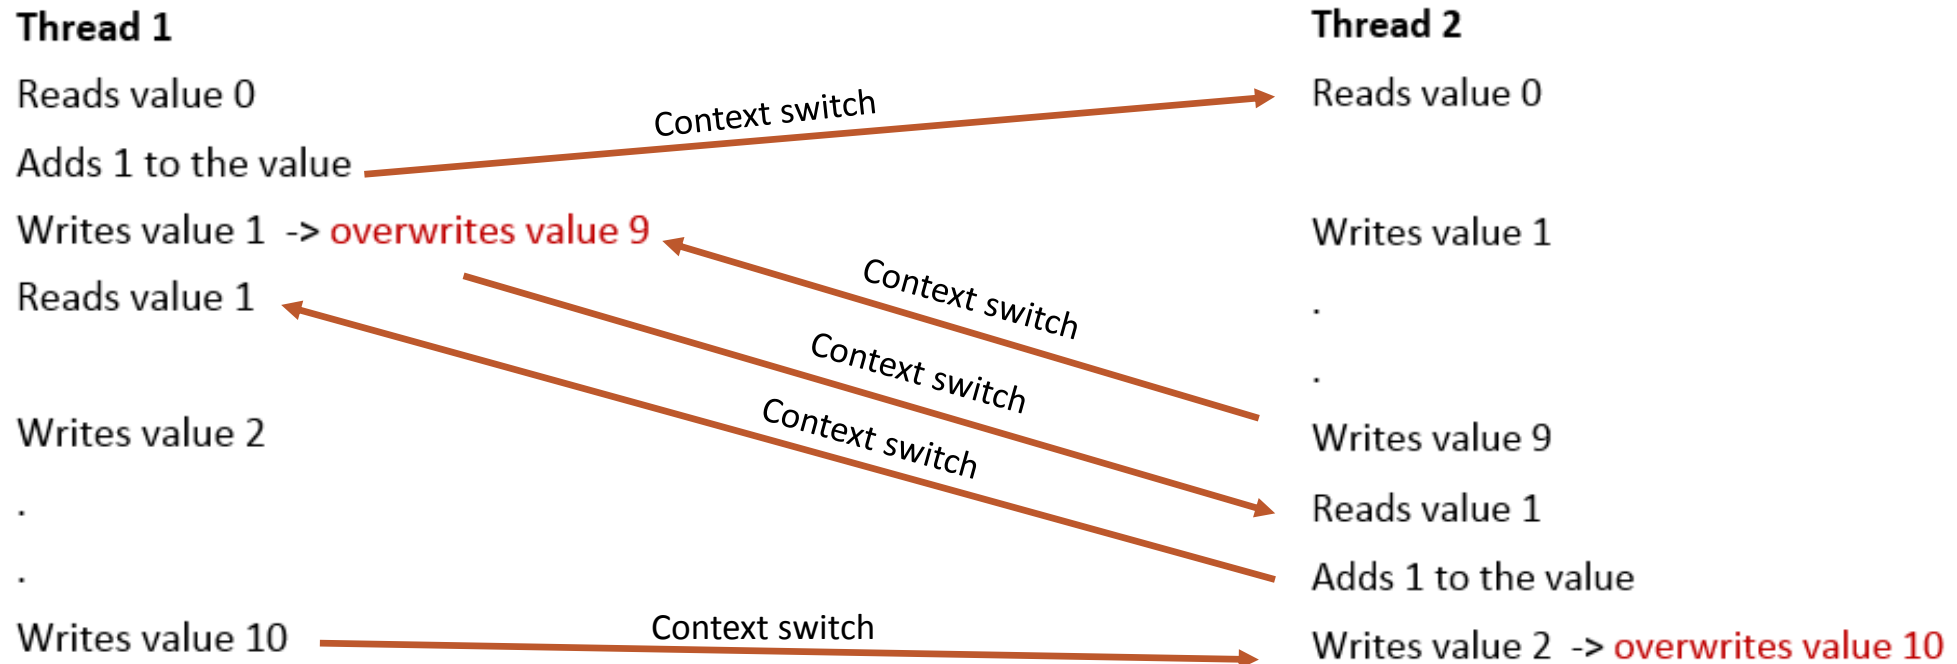 Thread 1
Reads value 0
Adds 1 to the value
Writes value 1 -> overwrites value 9
Reads value 1
Writes value 2
.
.
Writes value 10
Context switch
Context switch
Context switch
Context switch
Context switch
Thread 2
Reads value 0
Writes value 1
.
.
Writes value 9
Reads value 1
Adds 1 to the value
Writes value 2 -> overwrites value 10